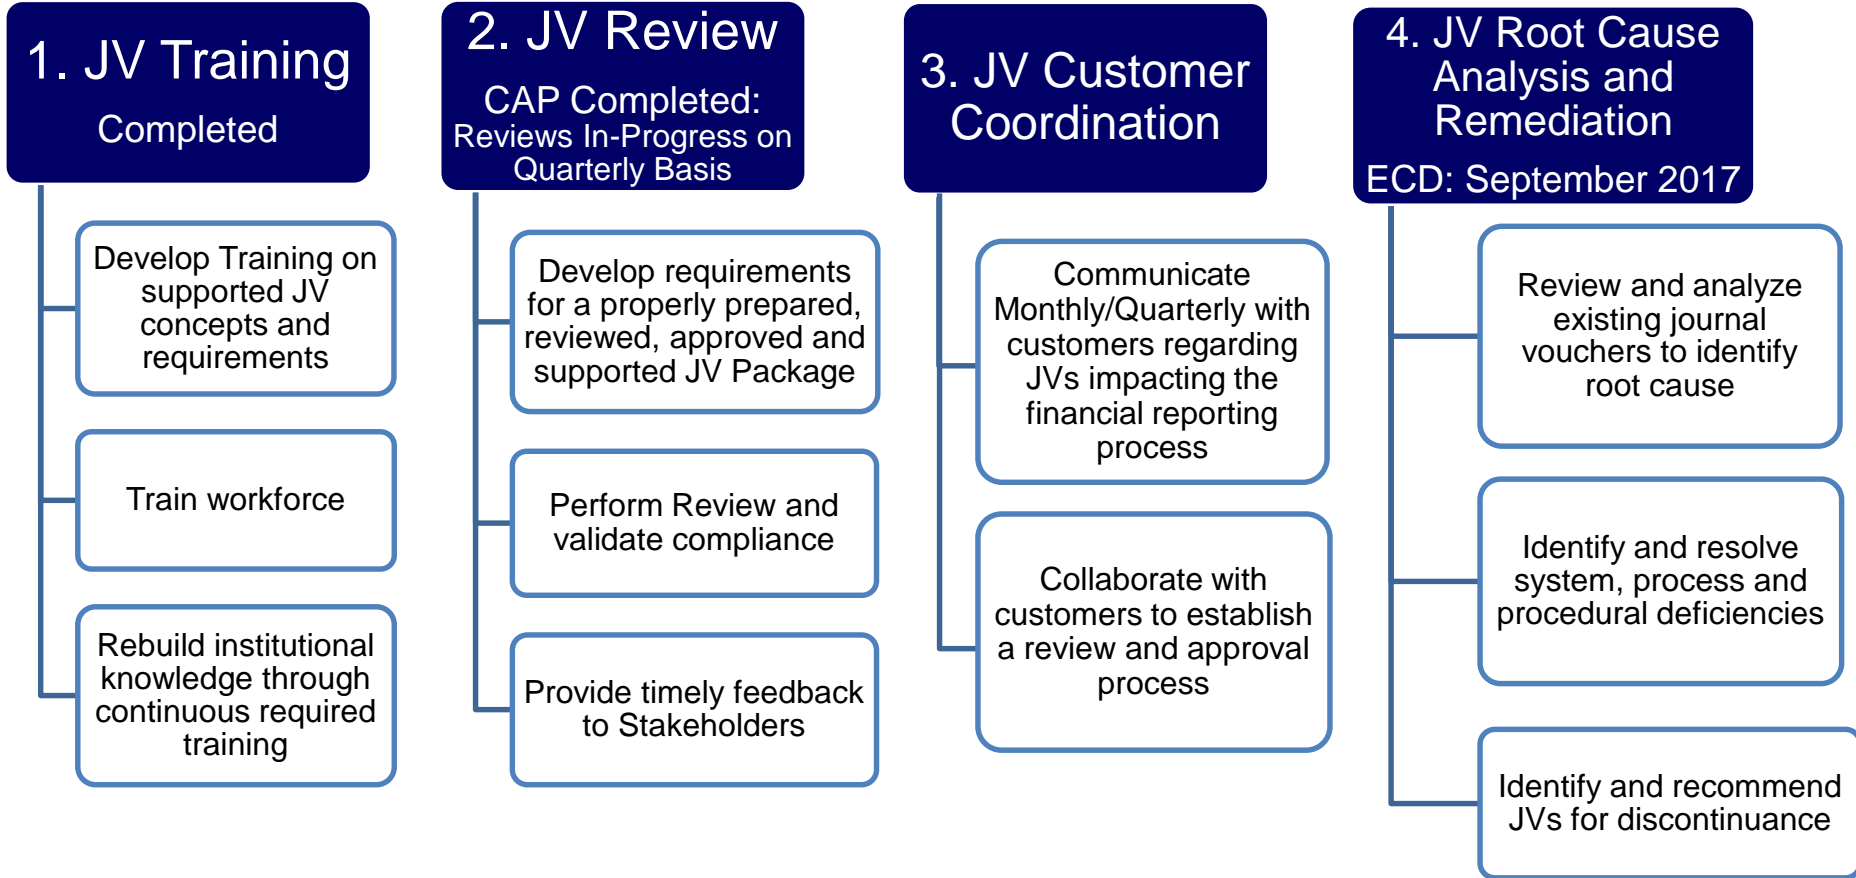 1. JV Training
Completed
Develop Training on
supported JV
concepts and
requirements
Train workforce
Rebuild institutional
knowledge through
continuous required
training
2. JV Review
CAP Completed:
Reviews In-Progress on
Quarterly Basis
Develop requirements
for a properly prepared,
reviewed, approved and
supported JV Package
Perform Review and
validate compliance
Provide timely feedback
to Stakeholders
3. JV Customer
Coordination
Communicate
Monthly/Quarterly with
customers regarding
JVs impacting the
financial reporting
process
Collaborate with
customers to establish
a review and approval
process
4. JV Root Cause
Analysis and
Remediation
ECD: September 2017
Review and analyze
existing journal
vouchers to identify
root cause
Identify and resolve
system, process and
procedural deficiencies
Identify and recommend
JVs for discontinuance